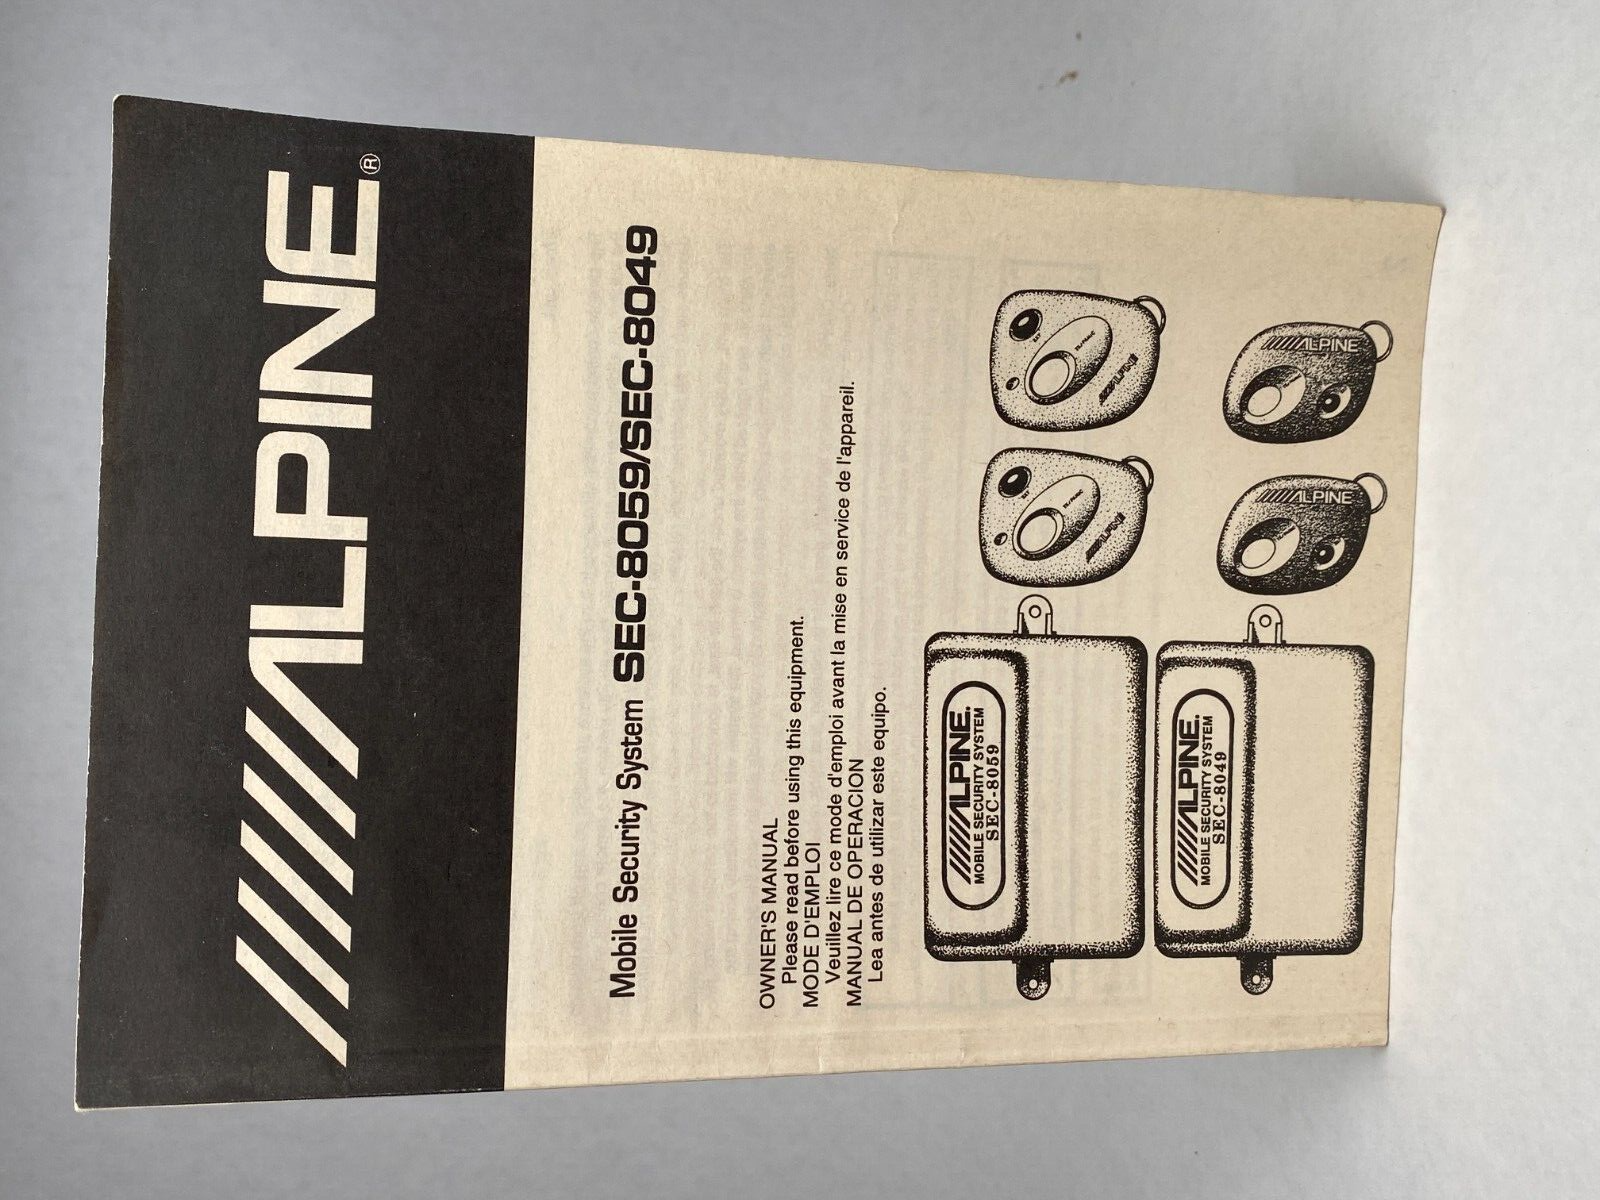 ALPINE®
Mobile Security System SEC-8059/SEC-8049
OWNER'S MANUAL
Please read before using this equipment.
MODE D'EMPLOI
Veuillez lire ce mode d'emploi avant la mise en service de l'appareil.
MANUAL DE OPERACION
Lea antes de utilizar este equipo.
ALPINE.
MOBILE SECURITY SYSTEM
SEC-8059
ALPINE
ALPINE
ALPINE.
MOBILE SECURITY SYSTEM
SEC-8049
ALPINE
ALPINE